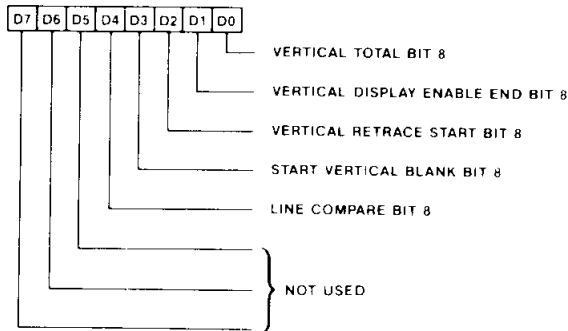 D7 D6 D5 D4 D3 D2 D1 D0
VERTICAL TOTAL BIT 8
VERTICAL DISPLAY ENABLE END BIT 8
VERTICAL RETRACE START BIT 8
START VERTICAL BLANK BIT 8
LINE COMPARE BIT 8
NOT USED